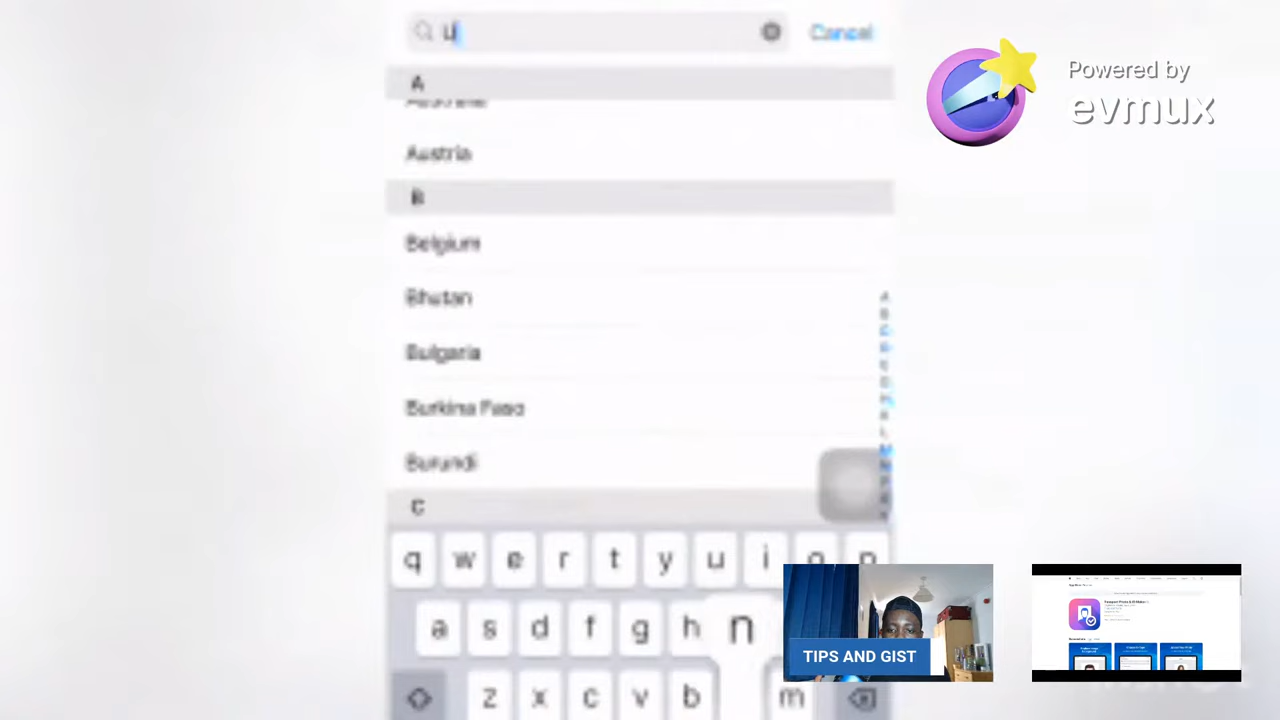 U
Cancel
Powered by
evmux
A
Austria
B
Belgium
Bhutan
Bulgaria
Burkina Faso
Burundi
C
q w e r t y u i o p
a s d f g h n
z x c v b m
TIPS AND GIST